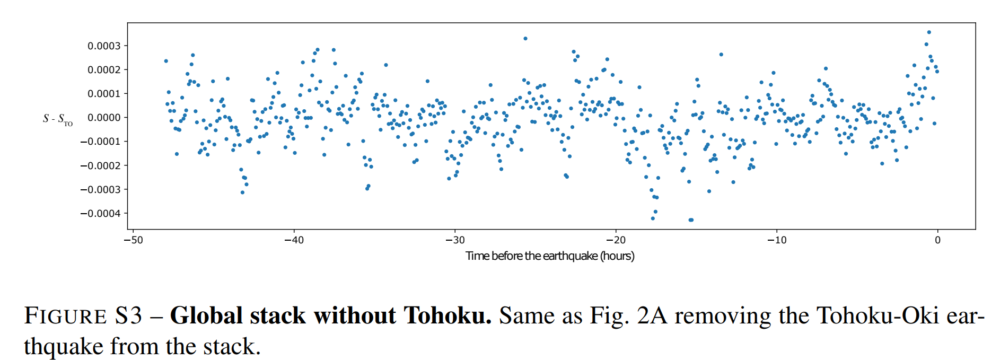 0.0003
0.0002
0.0001
0.0000
−0.0001
−0.0002
−0.0003
−0.0004
S - STO
−50 −40 −30 −20 −10 0
Time before the earthquake (hours)
FIGURE S3 – Global stack without Tohoku. Same as Fig. 2A removing the Tohoku-Oki ear-
thquake from the stack.